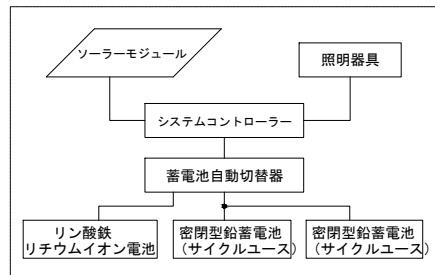 ソーラーモジュール
照明器具
システムコントローラー
蓄電池自動切替器
リン酸鉄
リチウムイオン電池
密閉型鉛蓄電池
(サイクルユース)
密閉型鉛蓄電池
(サイクルユース)